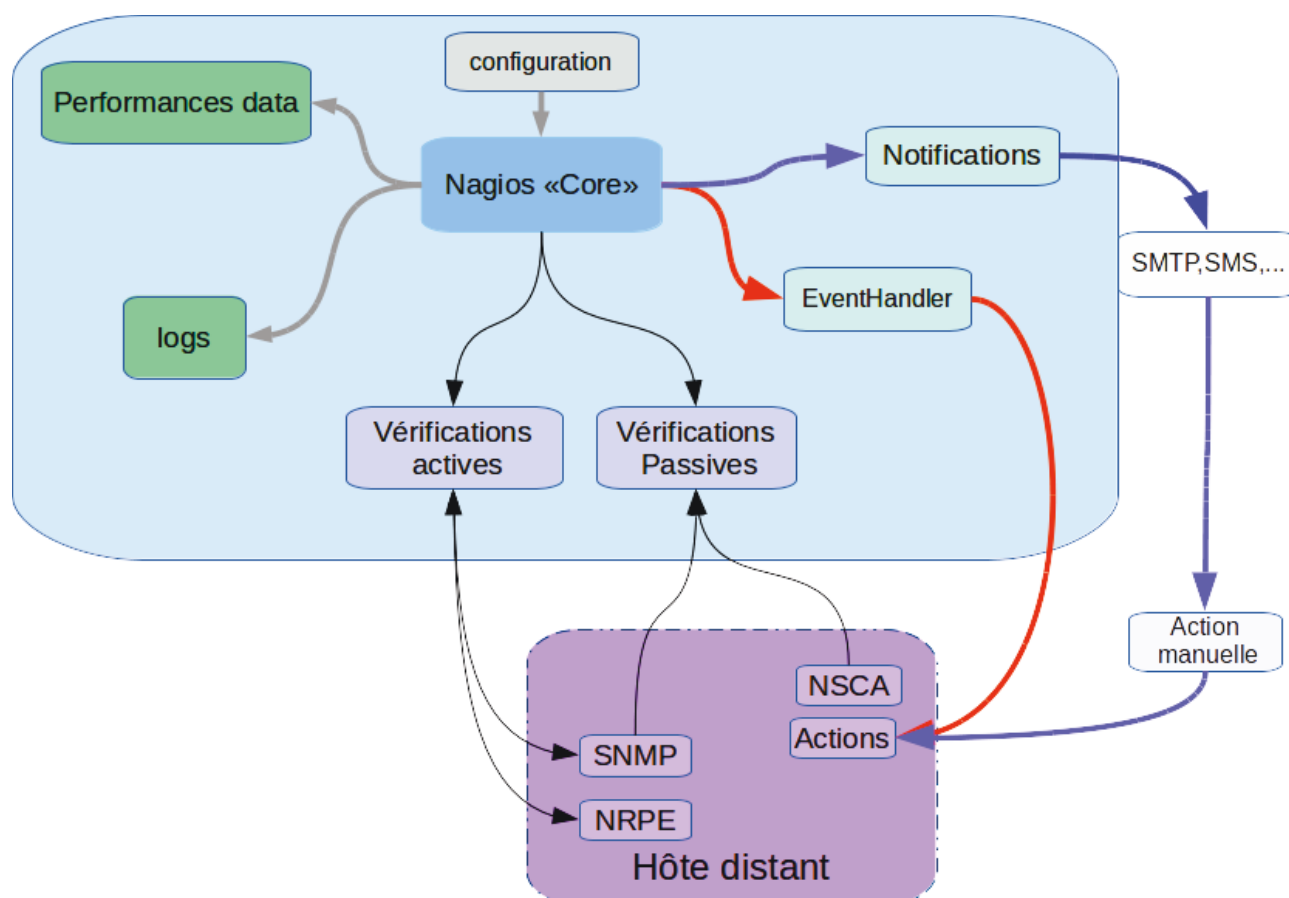 configuration
Performances data
Nagios «Core»
Notifications
SMTP,SMS,...
EventHandler
logs
Vérifications
actives
Vérifications
Passives
Action
manuelle
NSCA
Actions
SNMP
NRPE
Hôte distant